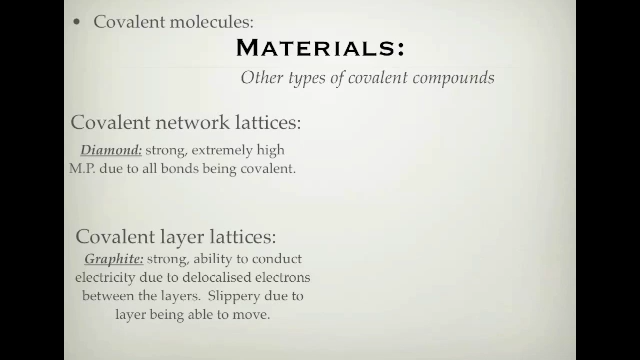 • Covalent molecules:
MATERIALS:
Other types of covalent compounds
Covalent network lattices:
Diamond: strong, extremely high
M.P. due to all bonds being covalent.
Covalent layer lattices:
Graphite: strong, ability to conduct
electricity due to delocalised electrons
between the layers. Slippery due to
layer being able to move.